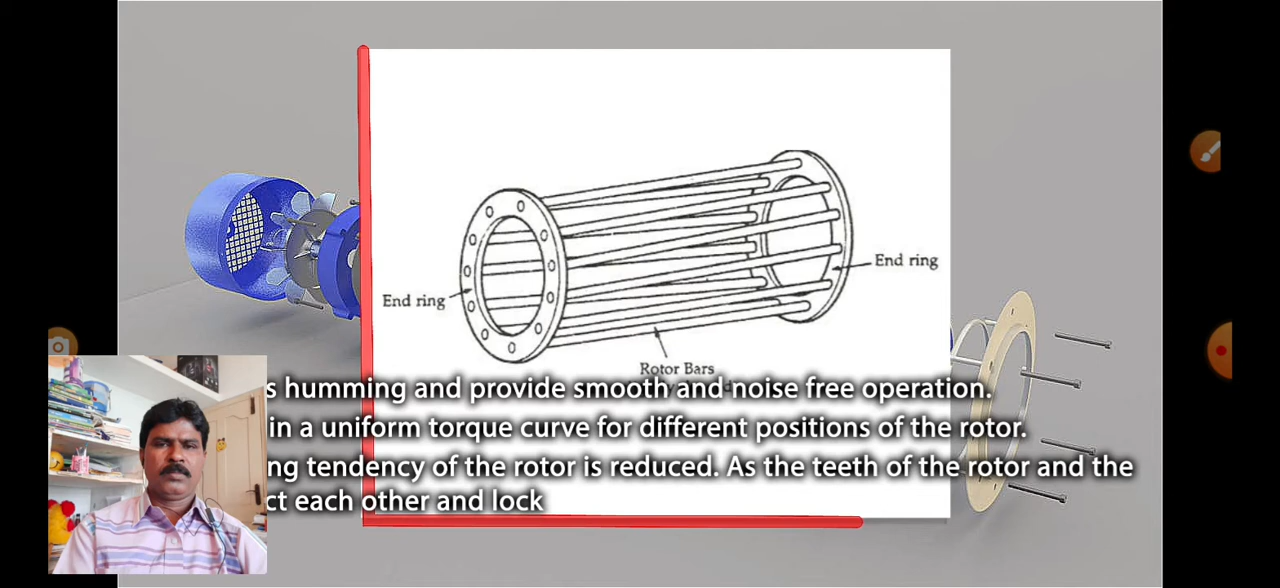 End ring
End ring
Rotor Bars
s humming and provide smooth and noise free operation.
in a uniform torque curve for different positions of the rotor.
ng tendency of the rotor is reduced. As the teeth of the rotor and the
ct each other and lock